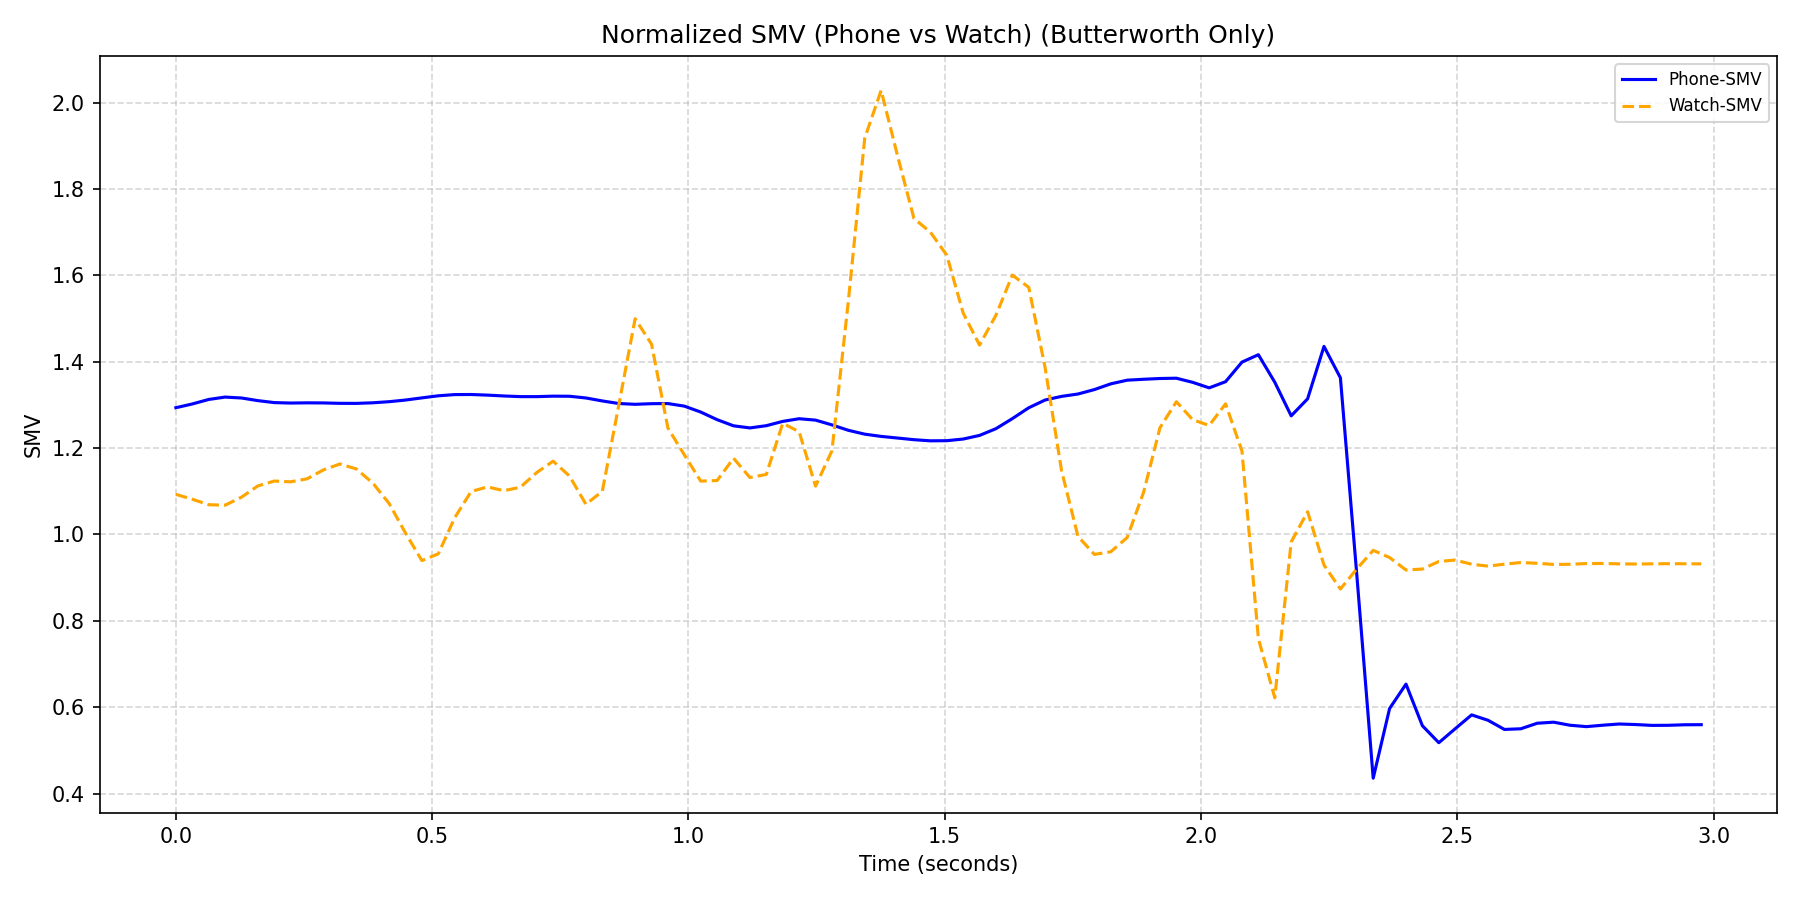 Normalized SMV (Phone vs Watch) (Butterworth Only)
Phone-SMV
Watch-SMV
SMV
2.0
1.8
1.6
1.4
1.2
1.0
0.8
0.6
0.4
0.0 0.5 1.0 1.5 2.0 2.5 3.0
Time (seconds)